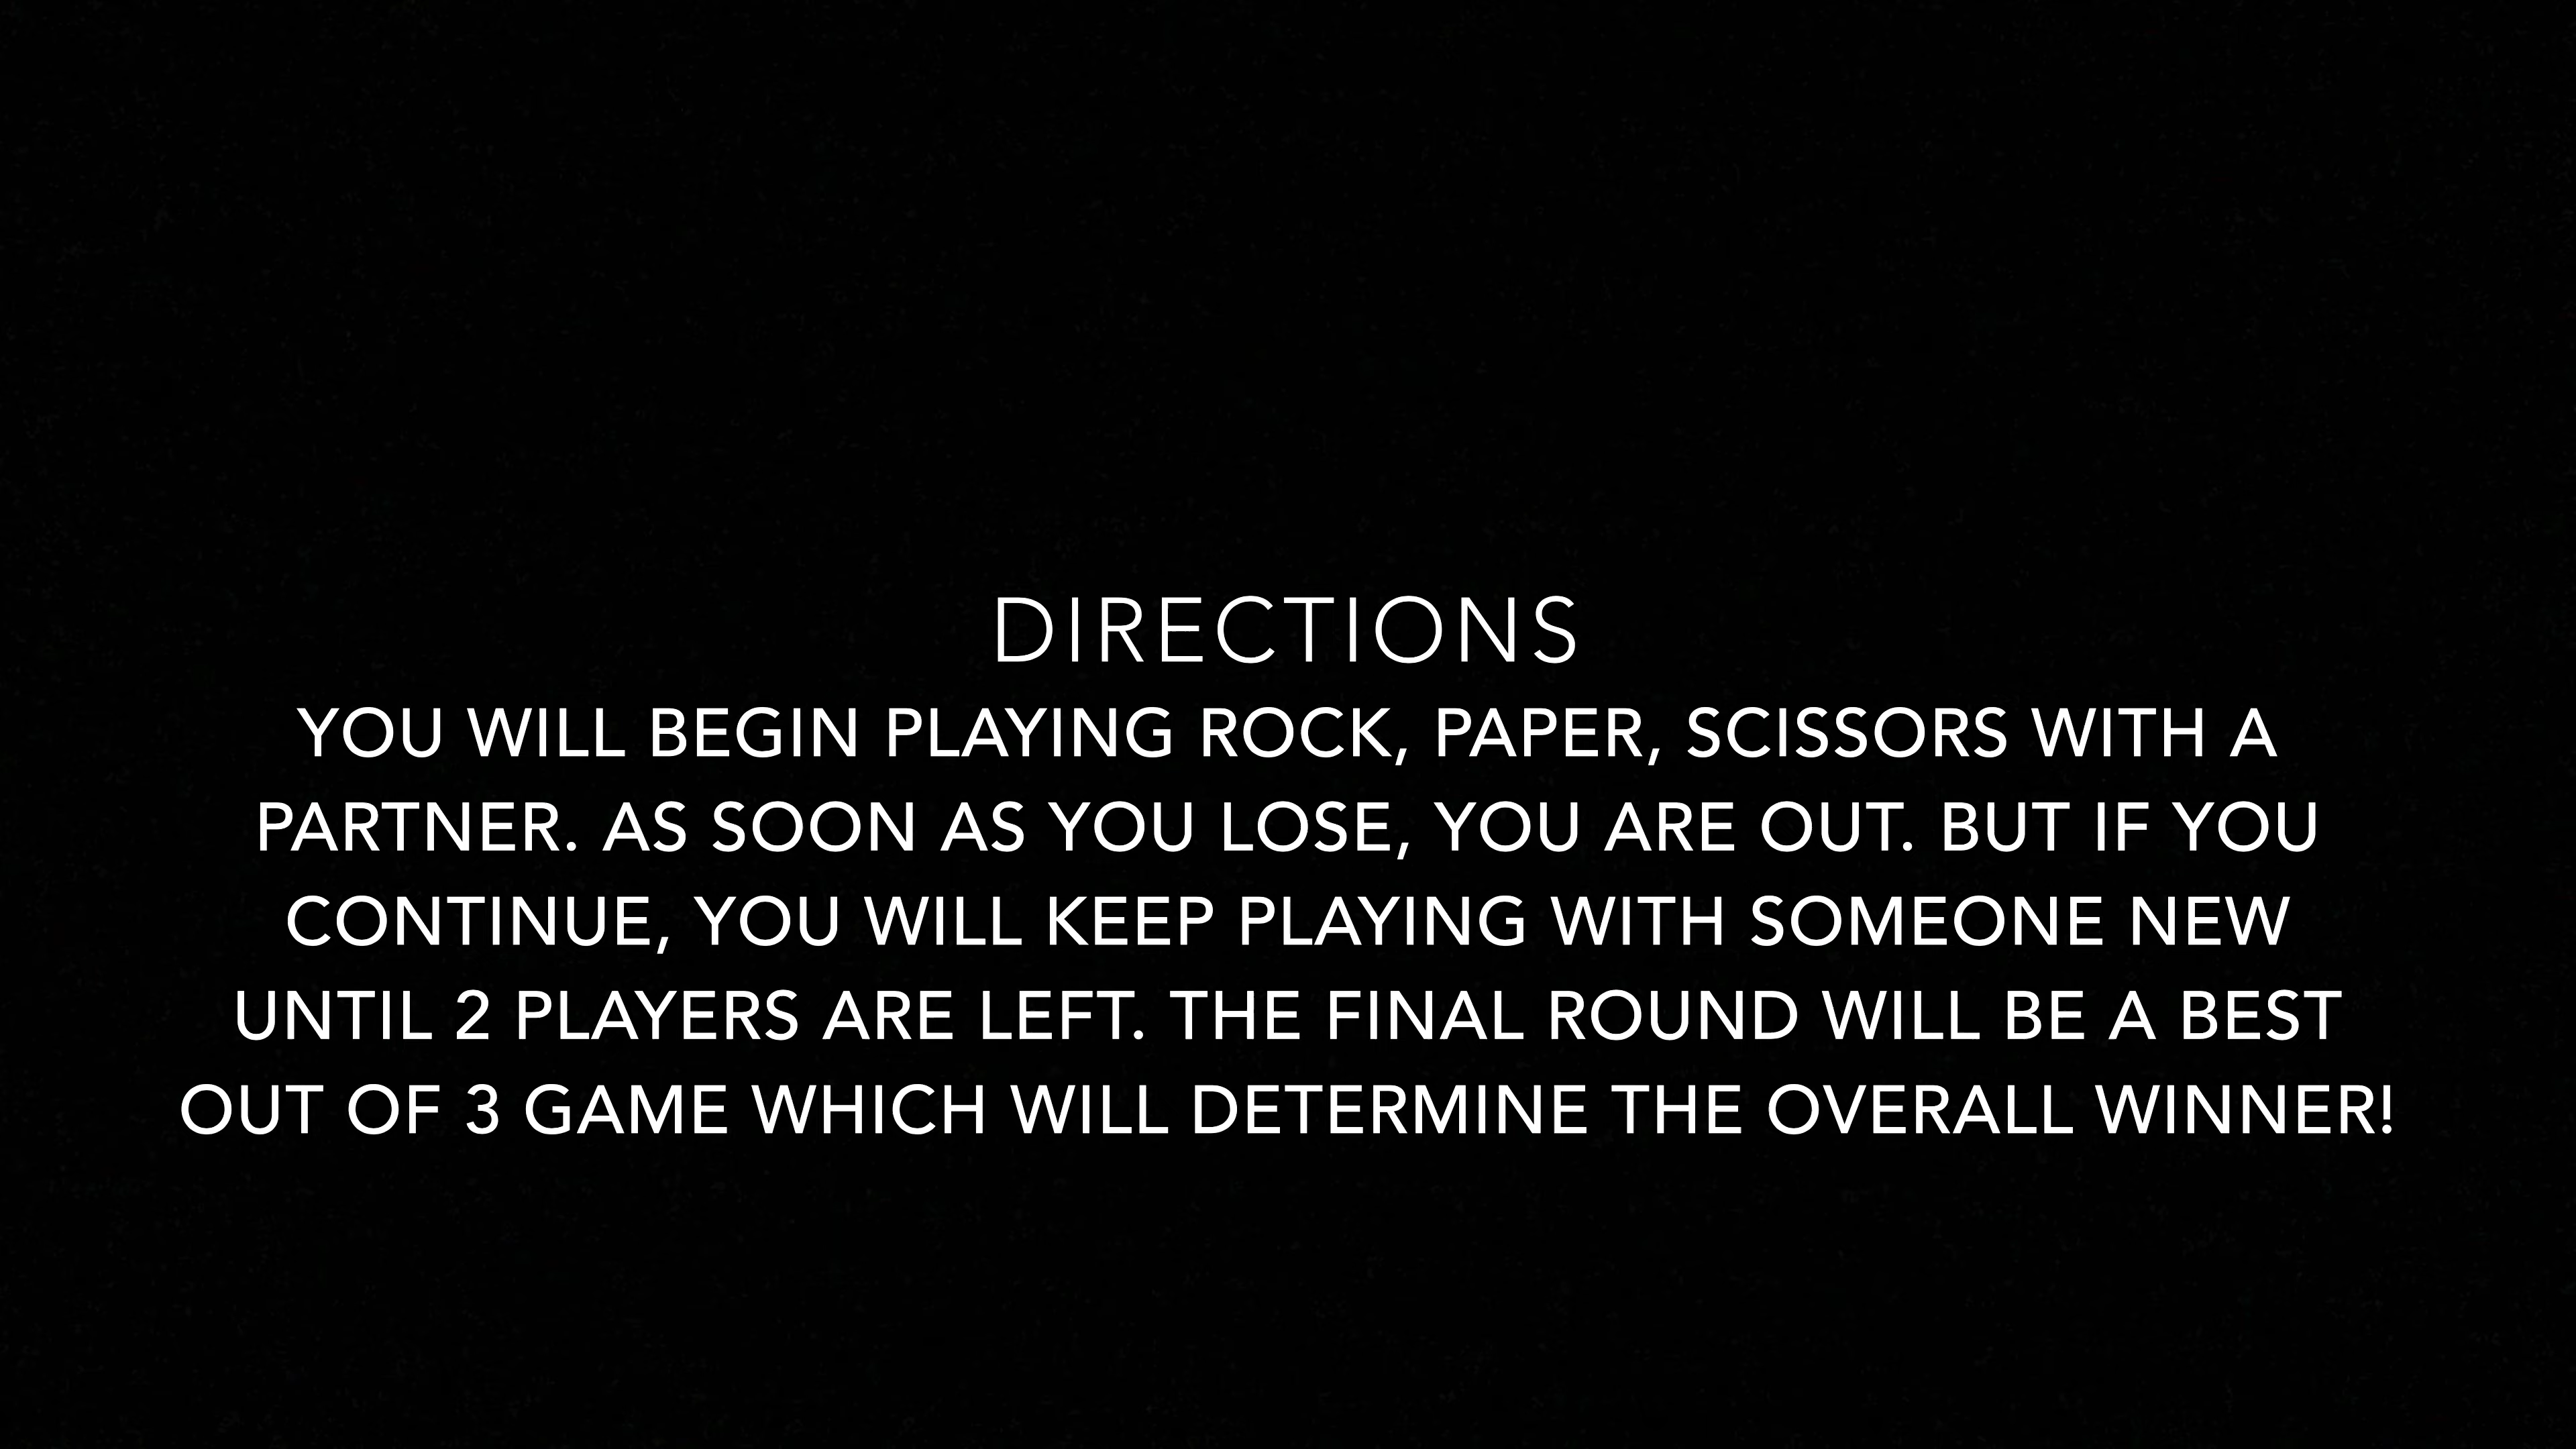 DIRECTIONS
YOU WILL BEGIN PLAYING ROCK, PAPER, SCISSORS WITH A
PARTNER. AS SOON AS YOU LOSE, YOU ARE OUT. BUT IF YOU
CONTINUE, YOU WILL KEEP PLAYING WITH SOMEONE NEW
UNTIL 2 PLAYERS ARE LEFT. THE FINAL ROUND WILL BE A BEST
OUT OF 3 GAME WHICH WILL DETERMINE THE OVERALL WINNER!